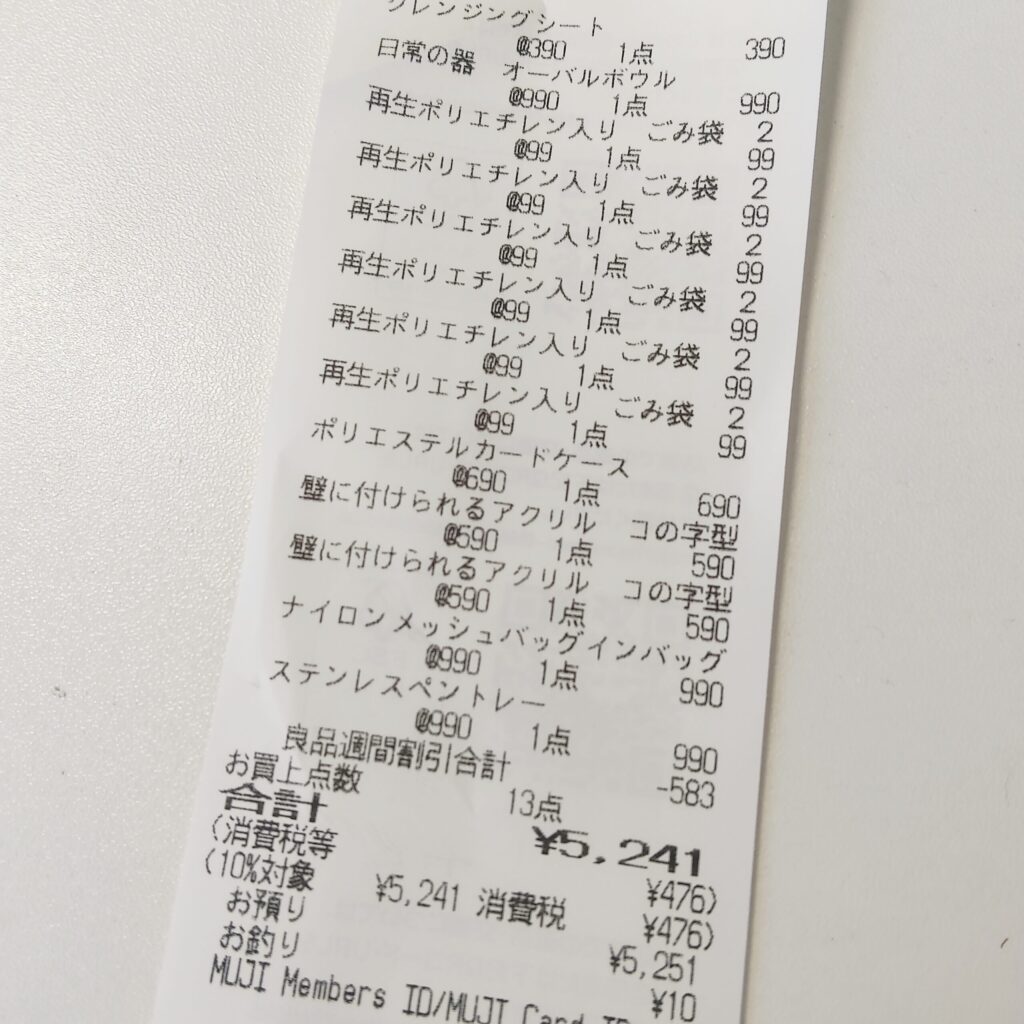 クレンジングシート
@390 1点 390
日常の器 オーバルボウル
@990 1点 990
再生ポリエチレン入り ごみ袋 2
@99 1点 99
再生ポリエチレン入り ごみ袋 2
@99 1点 99
再生ポリエチレン入り ごみ袋 2
@99 1点 99
再生ポリエチレン入り ごみ袋 2
@99 1点 99
再生ポリエチレン入り ごみ袋 2
@99 1点 99
再生ポリエチレン入り ごみ袋 2
@99 1点 99
ポリエステルカードケース
@690 1点 690
壁に付けられるアクリル コの字型
@590 1点 590
壁に付けられるアクリル コの字型
@590 1点 590
ナイロンメッシュバッグインバッグ
@990 1点 990
ステンレスペントレー
@990 1点 990
良品週間割引合計 -583
お買上点数 13点
合計 ¥5,241
(消費税等 ¥476)
(10%対象 ¥5,241 消費税 ¥476)
お預り ¥5,251
お釣り ¥10
MUJI Members ID/MUJI Card ID